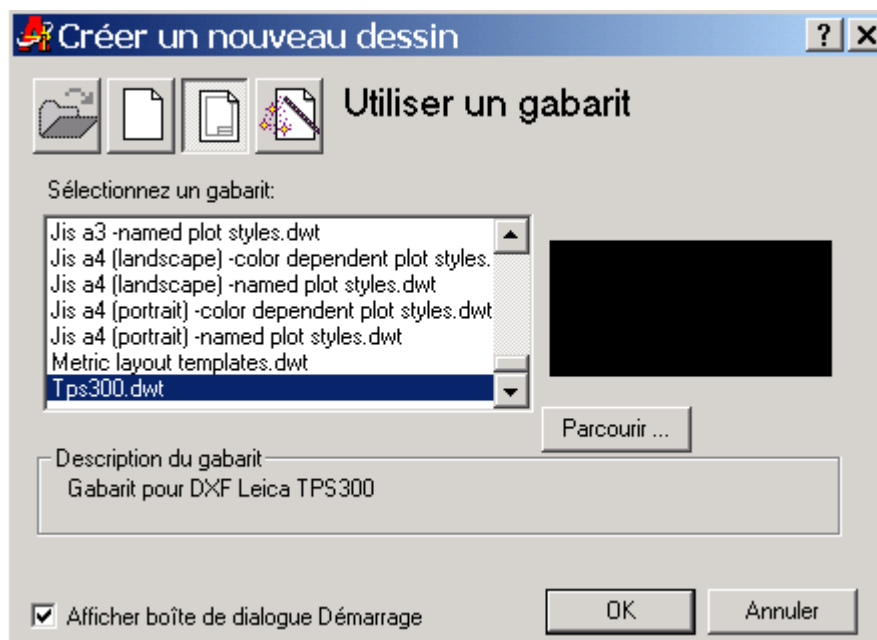 Créer un nouveau dessin
Utiliser un gabarit
Sélectionnez un gabarit:
Jis a3 -named plot styles.dwt
Jis a4 (landscape) -color dependent plot styles.
Jis a4 (landscape) -named plot styles.dwt
Jis a4 (portrait) -color dependent plot styles.dwt
Jis a4 (portrait) -named plot styles.dwt
Metric layout templates.dwt
Tps300.dwt
Parcourir ...
Description du gabarit
Gabarit pour DXF Leica TPS300
Afficher boîte de dialogue Démarrage
OK
Annuler